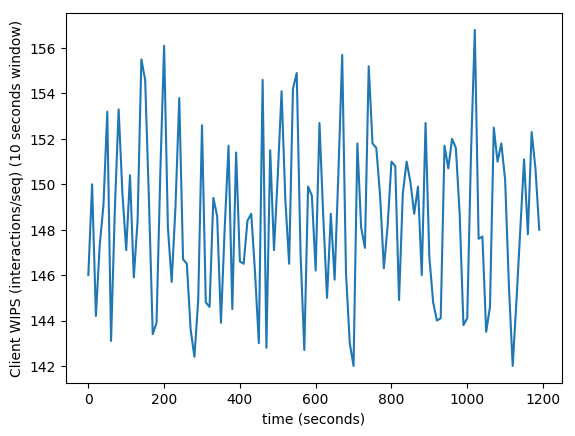 Client WIPS (interactions/seq) (10 seconds window)
156
154
152
150
148
146
144
142
0 200 400 600 800 1000 1200
time (seconds)